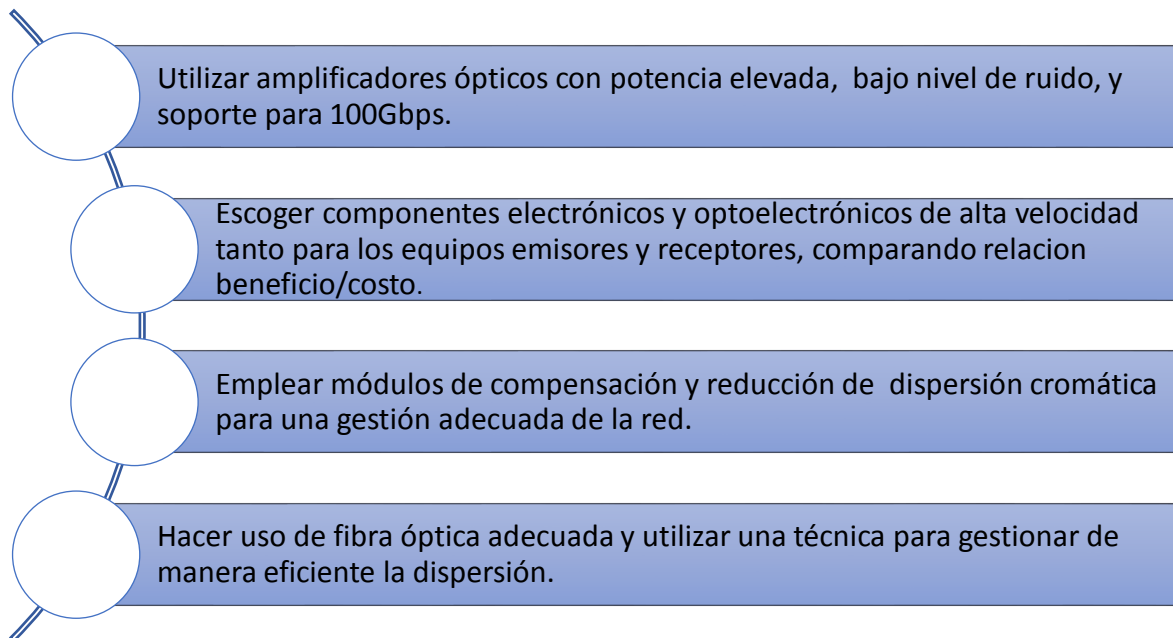 Utilizar amplificadores ópticos con potencia elevada,  bajo nivel de ruido, y
soporte para 100Gbps.
Escoger componentes electrónicos y optoelectrónicos de alta velocidad
tanto para los equipos emisores y receptores, comparando relacion
beneficio/costo.
Emplear módulos de compensación y reducción de  dispersión cromática
para una gestión adecuada de la red.
Hacer uso de fibra óptica adecuada y utilizar una técnica para gestionar de
manera eficiente la dispersión.